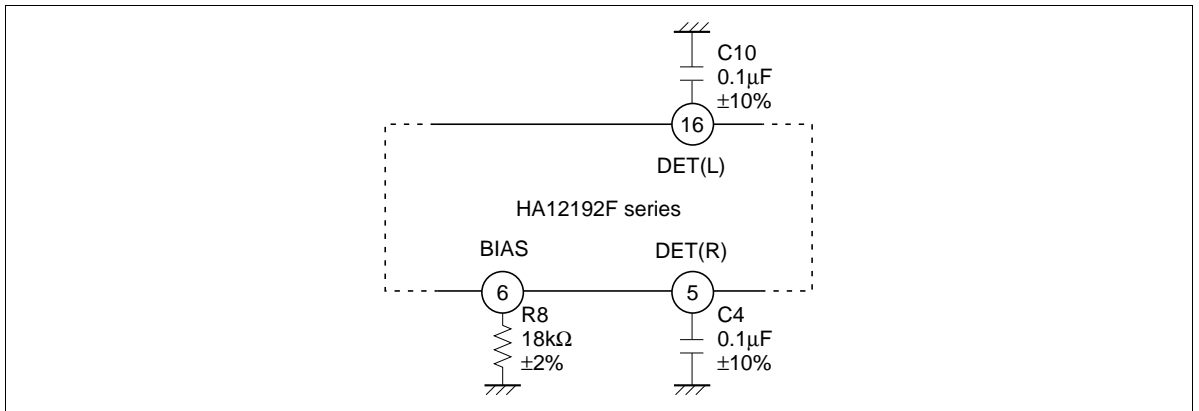 C10
0.1µF
±10%
16
DET(L)
HA12192F series
BIAS
DET(R)
6
5
R8
18kΩ
±2%
C4
0.1µF
±10%